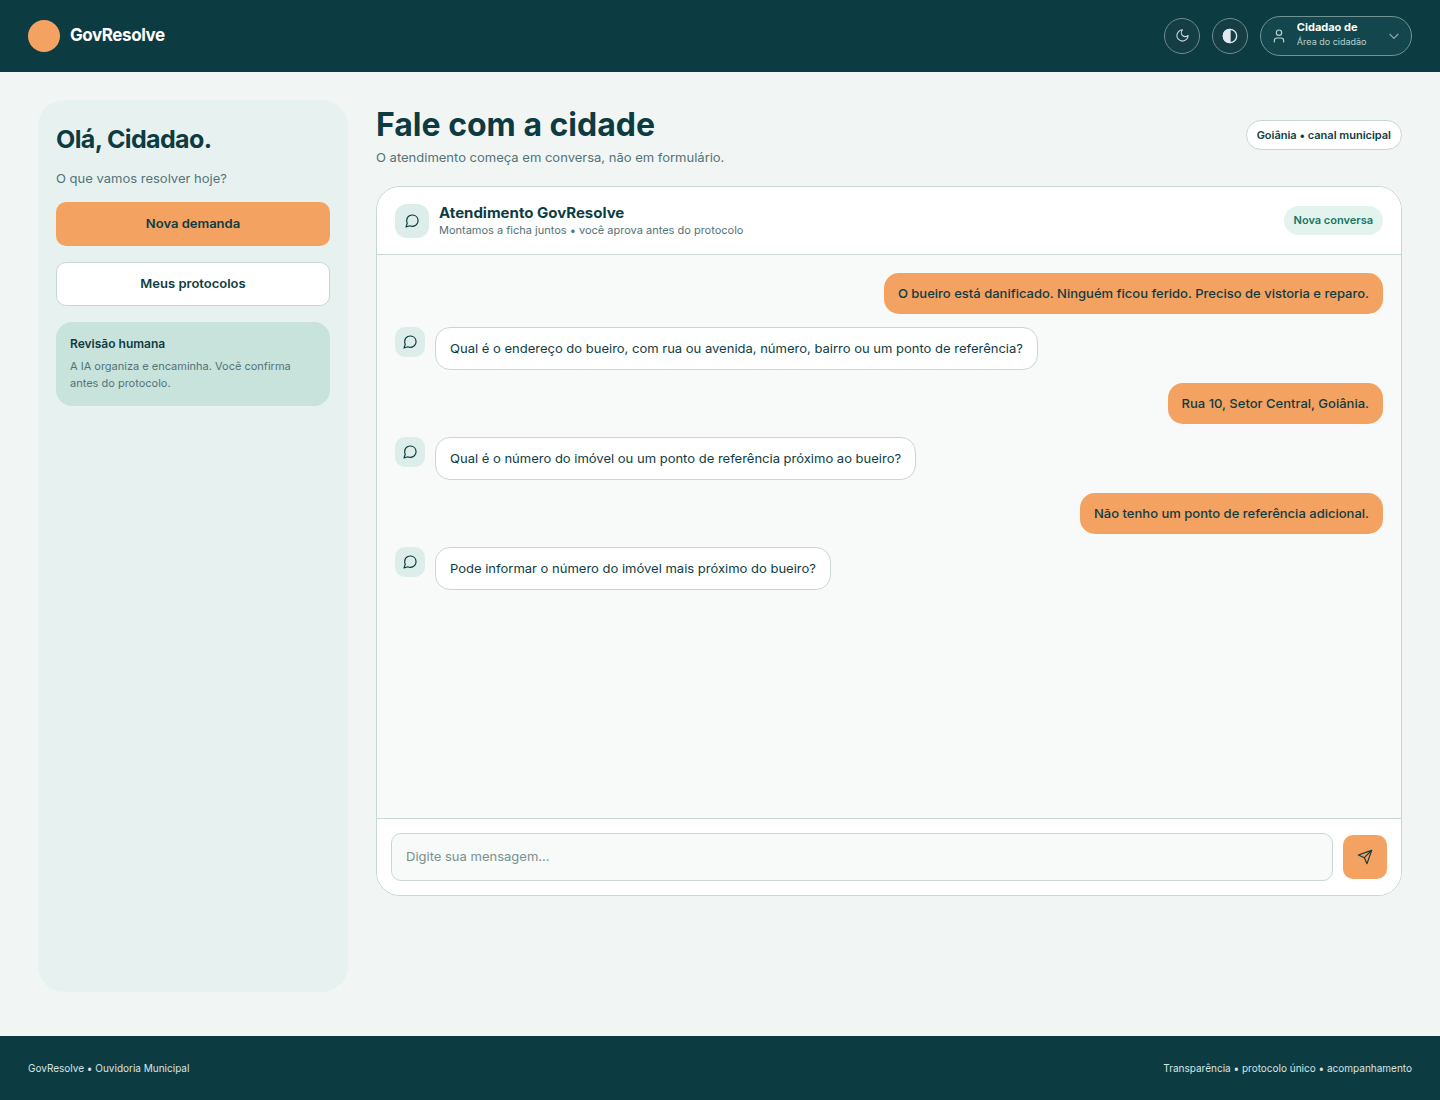 GovResolve
Cidadao de
Área do cidadão
Olá, Cidadao.
O que vamos resolver hoje?
Nova demanda
Meus protocolos
Revisão humana
A IA organiza e encaminha. Você confirma
antes do protocolo.
Fale com a cidade
O atendimento começa em conversa, não em formulário.
Goiânia • canal municipal
Atendimento GovResolve
Montamos a ficha juntos • você aprova antes do protocolo
Nova conversa
O bueiro está danificado. Ninguém ficou ferido. Preciso de vistoria e reparo.
Qual é o endereço do bueiro, com rua ou avenida, número, bairro ou um ponto de referência?
Rua 10, Setor Central, Goiânia.
Qual é o número do imóvel ou um ponto de referência próximo ao bueiro?
Não tenho um ponto de referência adicional.
Pode informar o número do imóvel mais próximo do bueiro?
Digite sua mensagem...
GovResolve • Ouvidoria Municipal
Transparência • protocolo único • acompanhamento